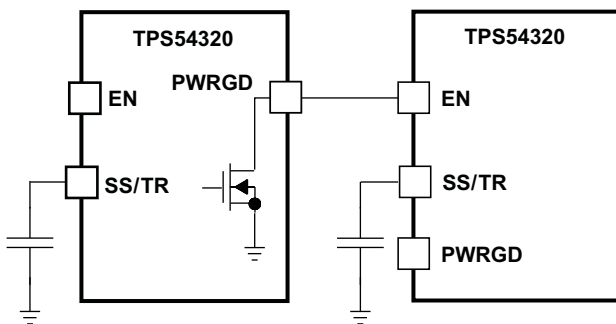 TPS54320
EN
PWRGD
SS/TR
TPS54320
EN
SS/TR
PWRGD